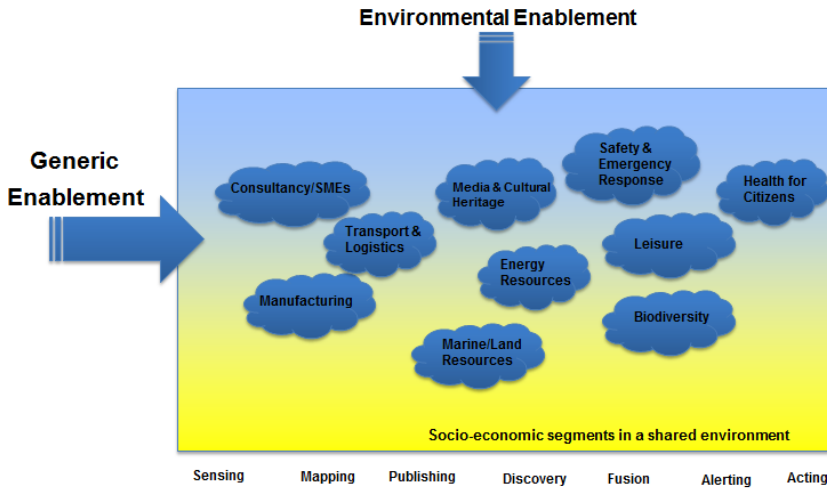 Environmental Enablement
Generic
Enablement
Consultancy/SMEs
Transport &
Logistics
Manufacturing
Media & Cultural
Heritage
Energy
Resources
Marine/Land
Resources
Safety &
Emergency
Response
Health for
Citizens
Leisure
Biodiversity
Socio-economic segments in a shared environment
Sensing Mapping Publishing Discovery Fusion Alerting Acting